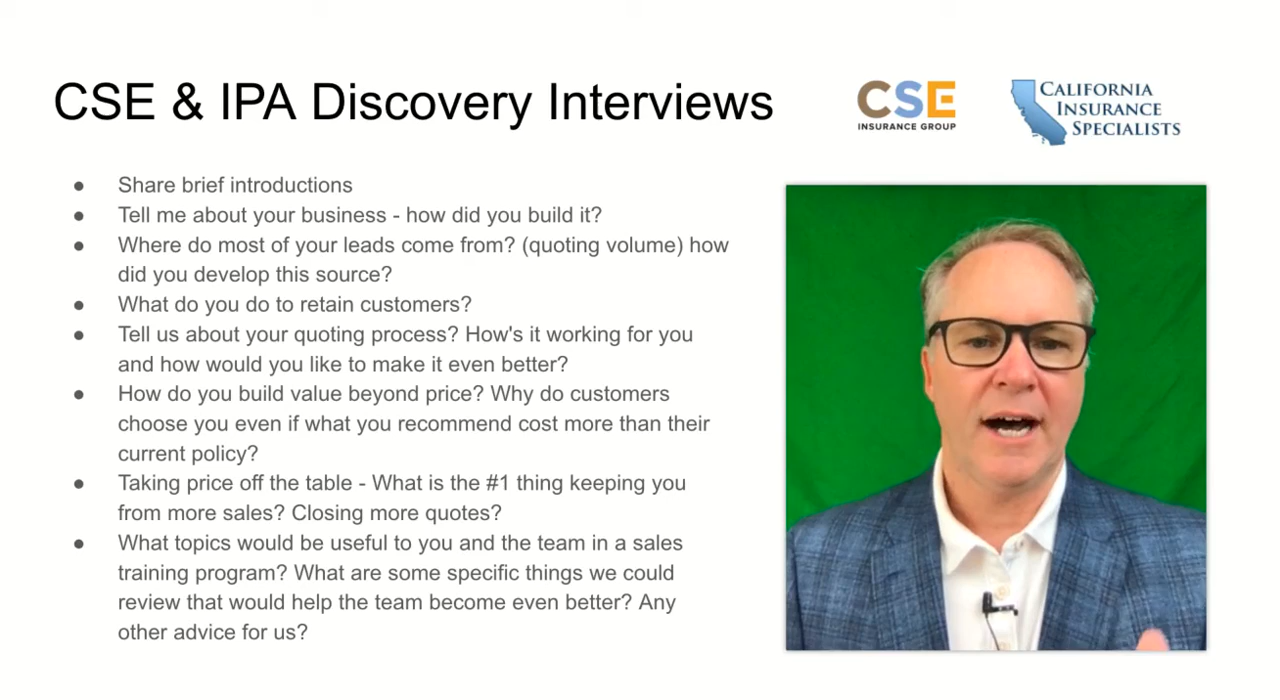 CSE & IPA Discovery Interviews
CSE
INSURANCE GROUP
CALIFORNIA
INSURANCE
SPECIALISTS
● Share brief introductions
● Tell me about your business - how did you build it?
● Where do most of your leads come from? (quoting volume) how
did you develop this source?
● What do you do to retain customers?
● Tell us about your quoting process? How's it working for you
and how would you like to make it even better?
● How do you build value beyond price? Why do customers
choose you even if what you recommend cost more than their
current policy?
● Taking price off the table - What is the #1 thing keeping you
from more sales? Closing more quotes?
● What topics would be useful to you and the team in a sales
training program? What are some specific things we could
review that would help the team become even better? Any
other advice for us?